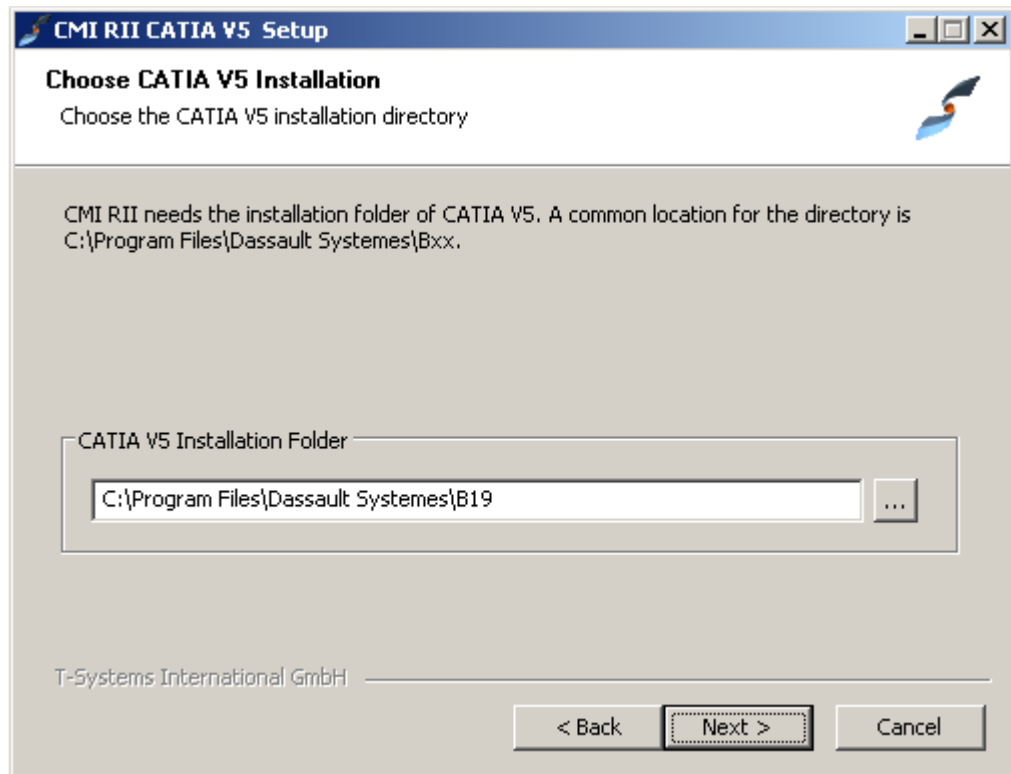 CMI RII CATIA V5 Setup
Choose CATIA V5 Installation
Choose the CATIA V5 installation directory
CMI RII needs the installation folder of CATIA V5. A common location for the directory is
C:\Program Files\Dassault Systemes\Bxx.
CATIA V5 Installation Folder
C:\Program Files\Dassault Systemes\B19
...
T-Systems International GmbH
< Back
Next >
Cancel